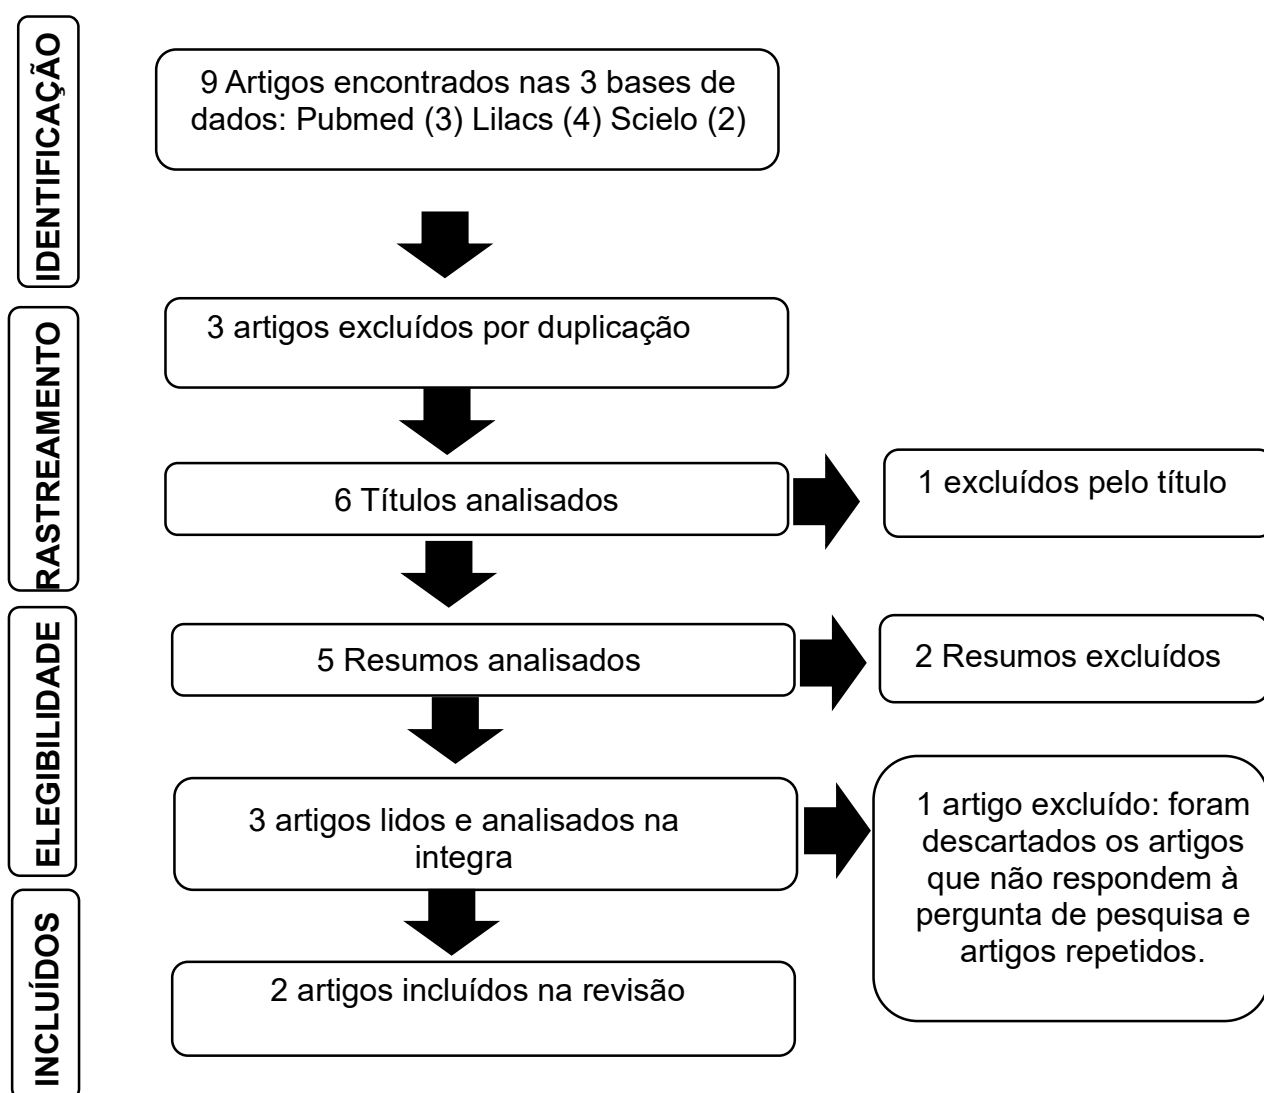 IDENTIFICAÇÃO
9 Artigos encontrados nas 3 bases de
dados: Pubmed (3) Lilacs (4) Scielo (2)
RASTREAMENTO
3 artigos excluídos por duplicação
6 Títulos analisados
1 excluídos pelo título
ELEGIBILIDADE
5 Resumos analisados
2 Resumos excluídos
3 artigos lidos e analisados na
integra
1 artigo excluído: foram
descartados os artigos
que não respondem à
pergunta de pesquisa e
artigos repetidos.
INCLUÍDOS
2 artigos incluídos na revisão